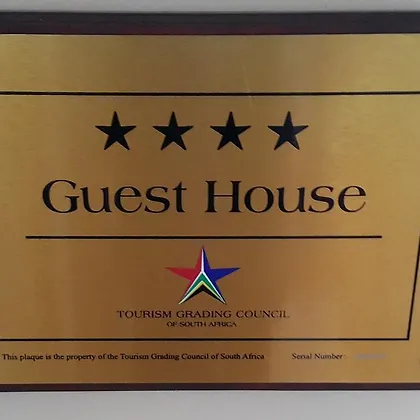 Guest House
TOURISM GRADING COUNCIL
OF SOUTH AFRICA
This plaque is the property of the Tourism Grading Council of South Africa Serial Number: